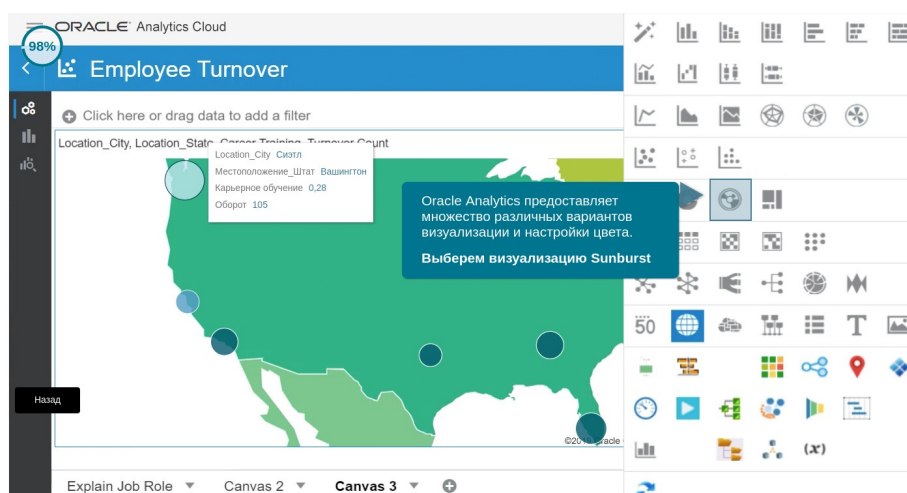 ORACLE Analytics Cloud
98%
Employee Turnover
Click here or drag data to add a filter
Location_City, Location_State, Career Training, Turnover Count
Location_City Сиэтл
Местоположение_Штат Вашингтон
Карьерное обучение 0,28
Оборот 105
Oracle Analytics предоставляет
множество различных вариантов
визуализации и настройки цвета.
Выберем визуализацию Sunburst
50
T
Назад
(x)
Explain Job Role
Canvas 2
Canvas 3